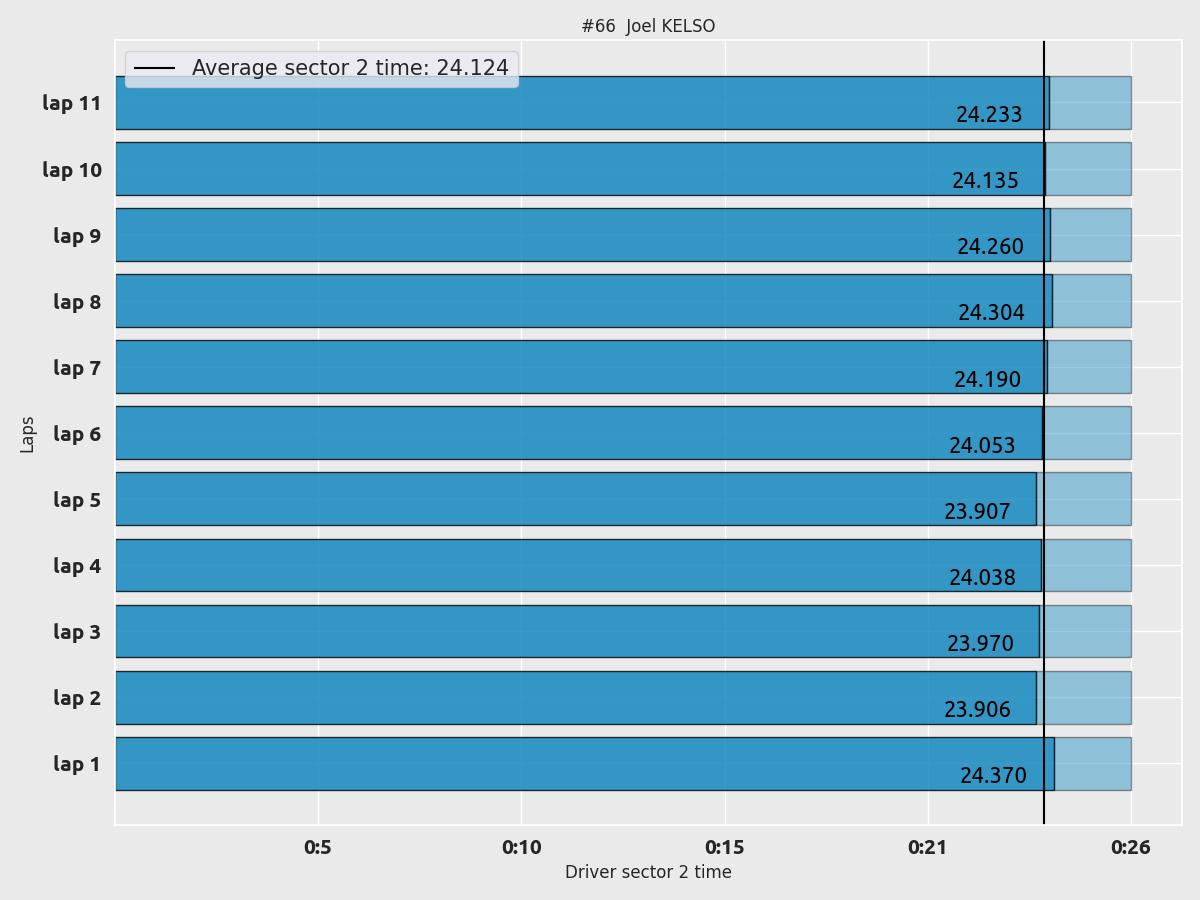 #66 Joel KELSO
Average sector 2 time: 24.124
lap 11
24.233
lap 10
24.135
lap 9
24.260
lap 8
24.304
lap 7
24.190
lap 6
24.053
lap 5
23.907
lap 4
24.038
lap 3
23.970
lap 2
23.906
lap 1
24.370
Laps
0:5 0:10 0:15 0:21 0:26
Driver sector 2 time